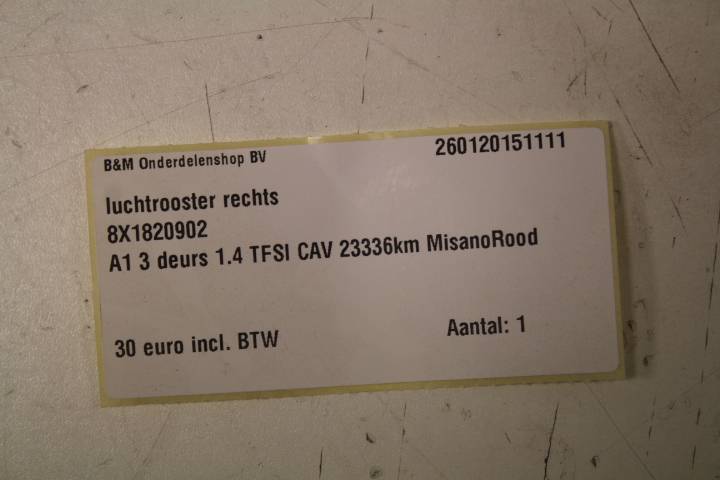 B&M Onderdelenshop BV 260120151111
luchtrooster rechts
8X1820902
A1 3 deurs 1.4 TFSI CAV 23336km MisanoRood
30 euro incl. BTW Aantal: 1